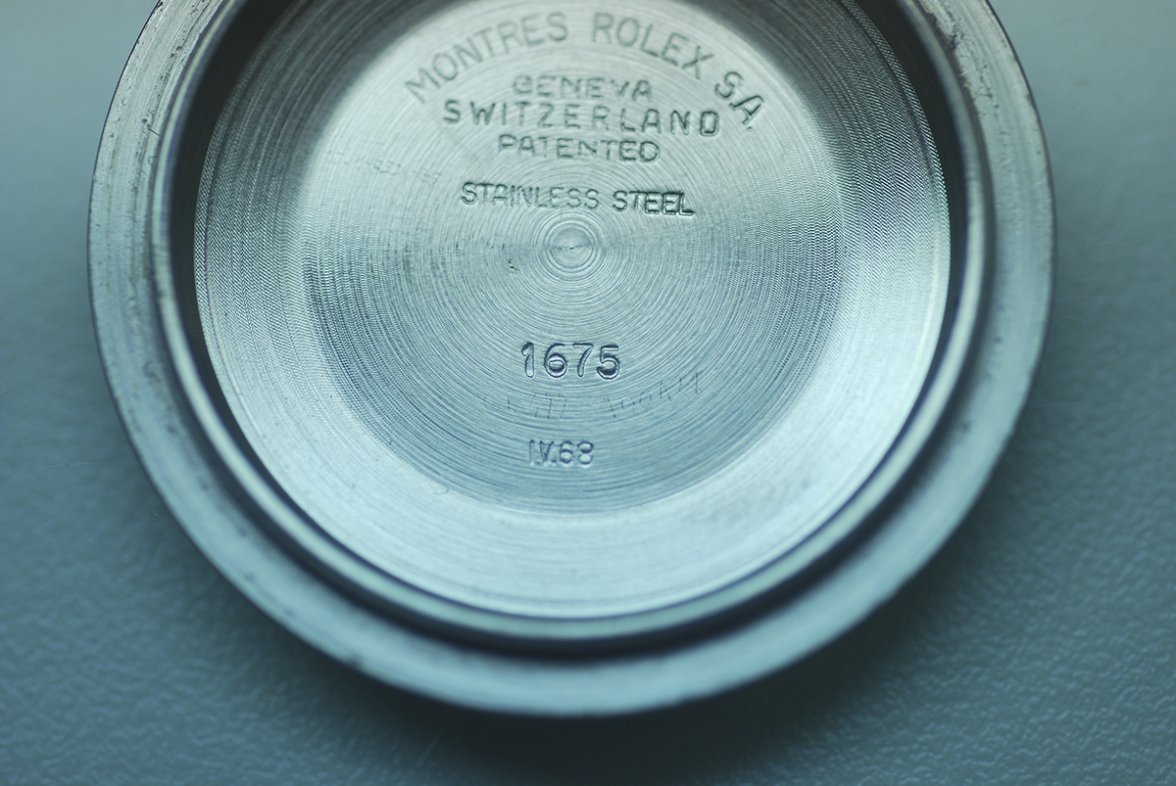 MONTRES ROLEX S.A.
GENEVA
SWITZERLAND
PATENTED
STAINLESS STEEL
1675
IV.68